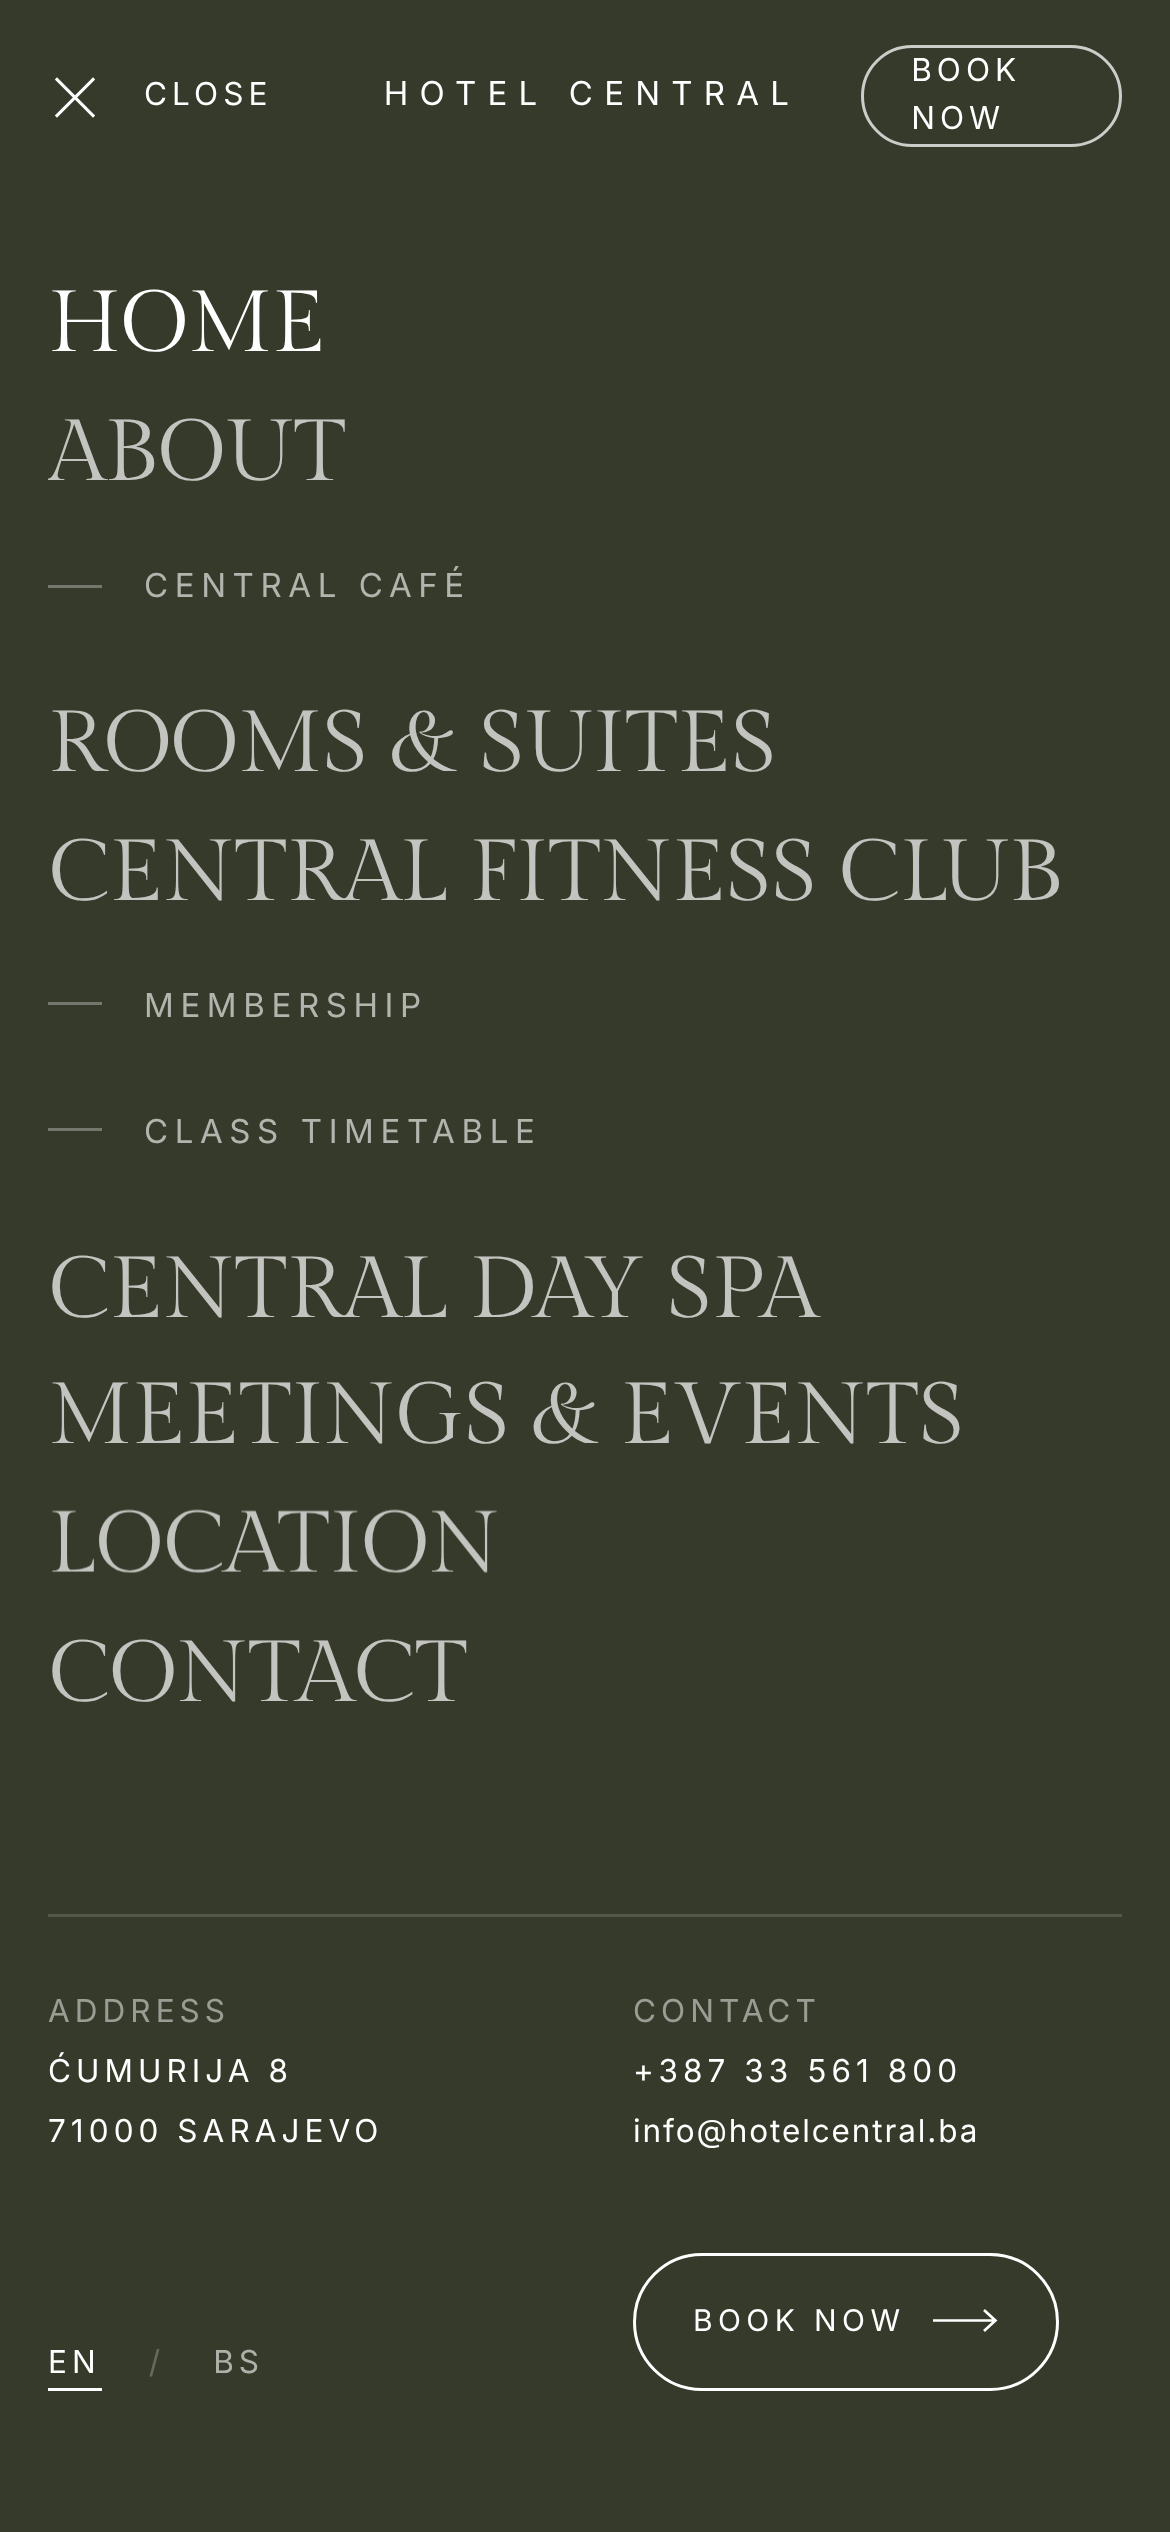 CLOSE
HOTEL CENTRAL
BOOK
NOW
HOME
ABOUT
CENTRAL CAFÉ
ROOMS & SUITES
CENTRAL FITNESS CLUB
MEMBERSHIP
CLASS TIMETABLE
CENTRAL DAY SPA
MEETINGS & EVENTS
LOCATION
CONTACT
ADDRESS
ĆUMURIJA 8
71000 SARAJEVO
CONTACT
+387 33 561 800
info@hotelcentral.ba
EN / BS
BOOK NOW